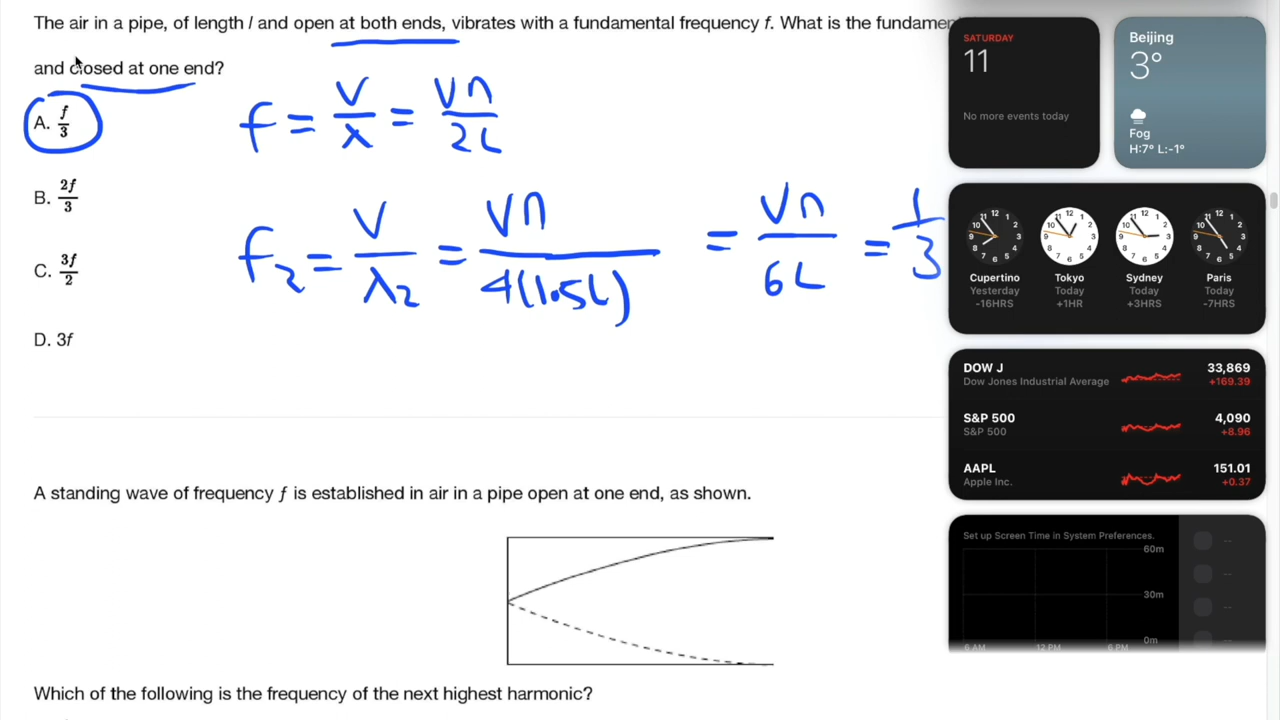 The air in a pipe, of length l and open at both ends, vibrates with a fundamental frequency f. What is the fundamen
and closed at one end?
A. f/3
B. 2f/3
C. 3f/2
D. 3f
f = v/λ = vn/2L
f2 = v/λ2 = vn/4(1.5L) = vn/6L = 1/3
A standing wave of frequency f is established in air in a pipe open at one end, as shown.
Which of the following is the frequency of the next highest harmonic?
SATURDAY
11
No more events today
Beijing
3°
Fog
H:7° L:-1°
Cupertino
Yesterday
-16HRS
Tokyo
Today
+1HR
Sydney
Today
+3HRS
Paris
Today
-7HRS
DOW J
Dow Jones Industrial Average
33,869
+169.39
S&P 500
S&P 500
4,090
+8.96
AAPL
Apple Inc.
151.01
+0.37
Set up Screen Time in System Preferences.
60m
30m
0m
6 AM 12 PM 6 PM